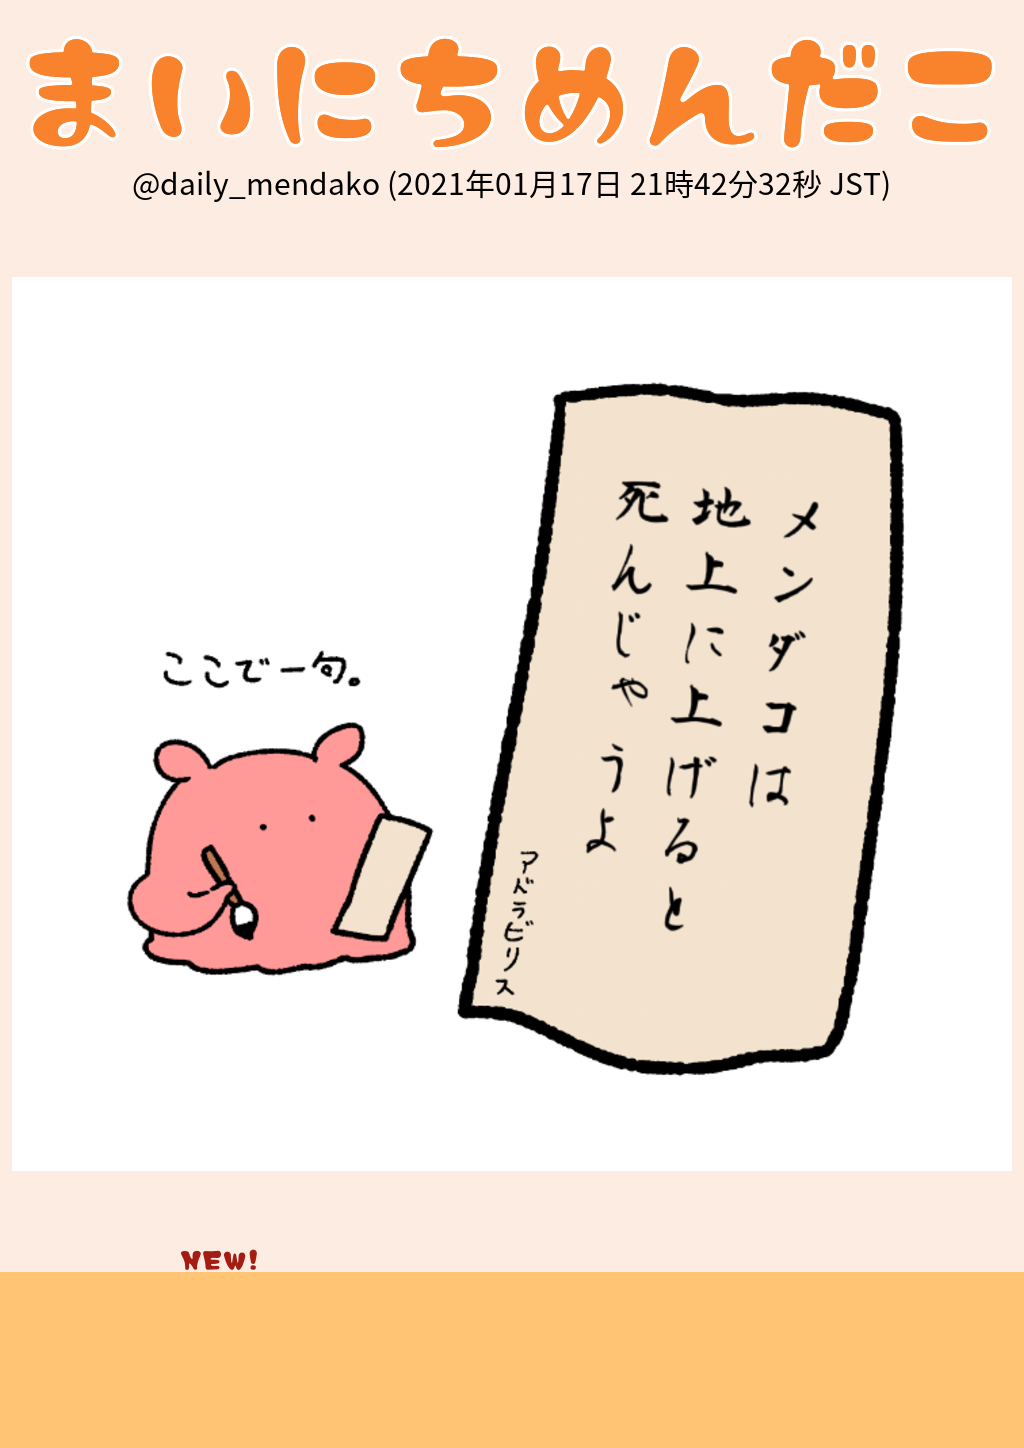 まいにちめんだこ
@daily_mendako (2021年01月17日 21時42分32秒 JST)
ここで一句。
メンダコは
地上に上げると
死んじゃうよ
アドラビリス
NEW!